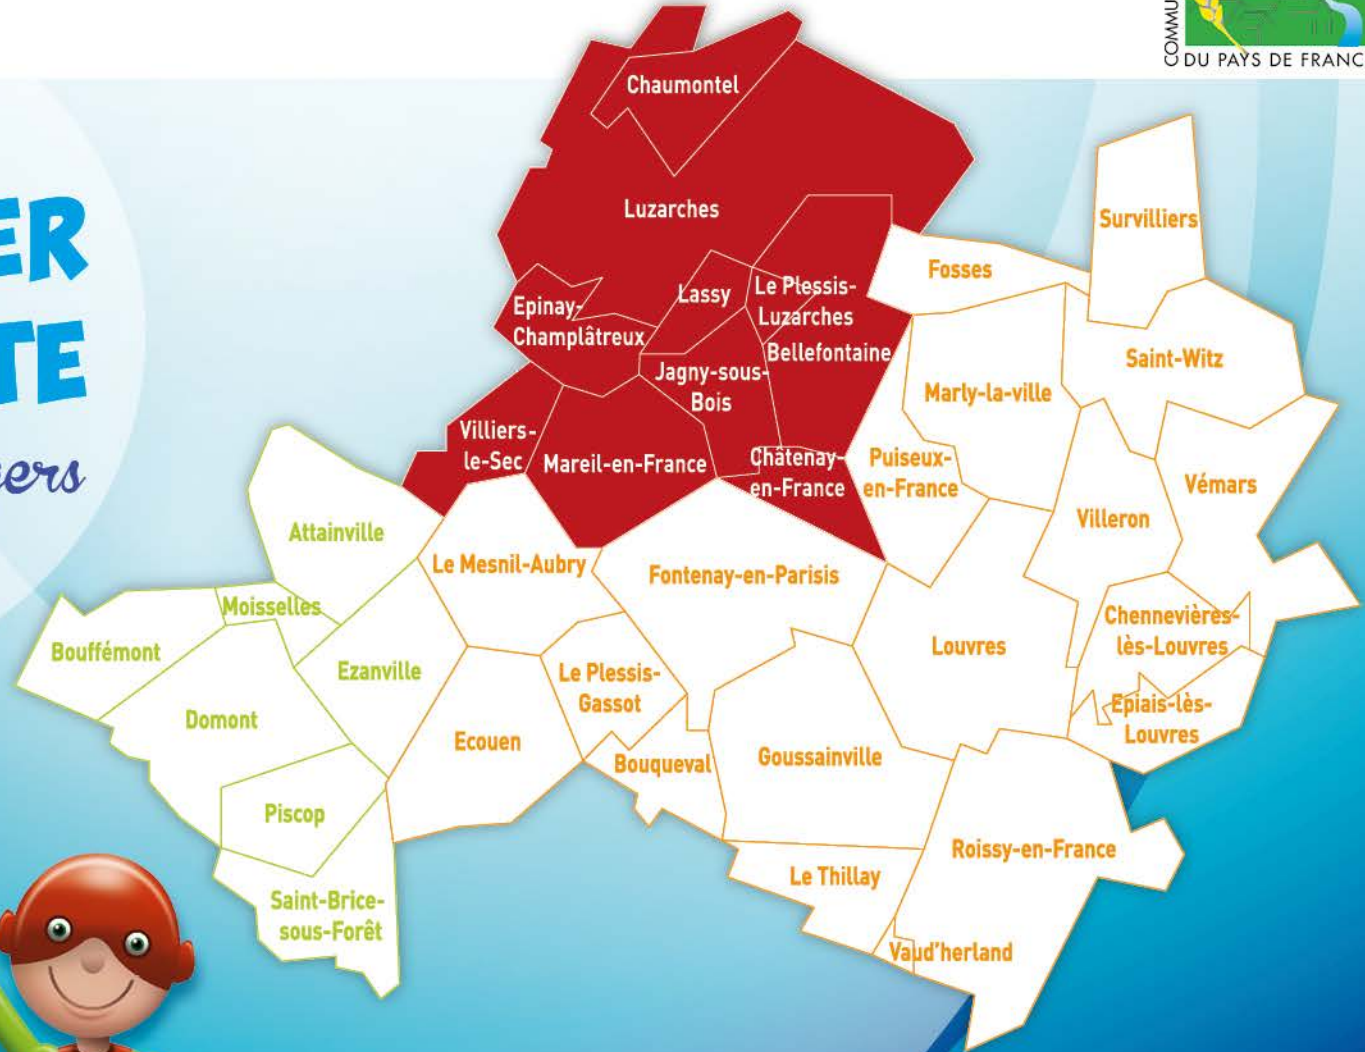 COMMU
DU PAYS DE FRANC
ER
TE
Chaumontel
Luzarches
Survilliers
Fosses
Epinay-
Champlâtreux
Lassy
Le Plessis-
Luzarches
Bellefontaine
Jagny-sous-
Bois
Saint-Witz
Marly-la-ville
Villiers-
le-Sec
Mareil-en-France
Châtenay-
en-France
Puiseux-
en-France
Vémars
Villeron
Attainville
Le Mesnil-Aubry
Fontenay-en-Parisis
Moisselles
Chennevières-
lès-Louvres
Bouffémont
Ezanville
Le Plessis-
Gassot
Louvres
Epiais-lès-
Louvres
Domont
Ecouen
Bouqueval
Goussainville
Piscop
Roissy-en-France
Le Thillay
Saint-Brice-
sous-Forêt
Vaud'herland